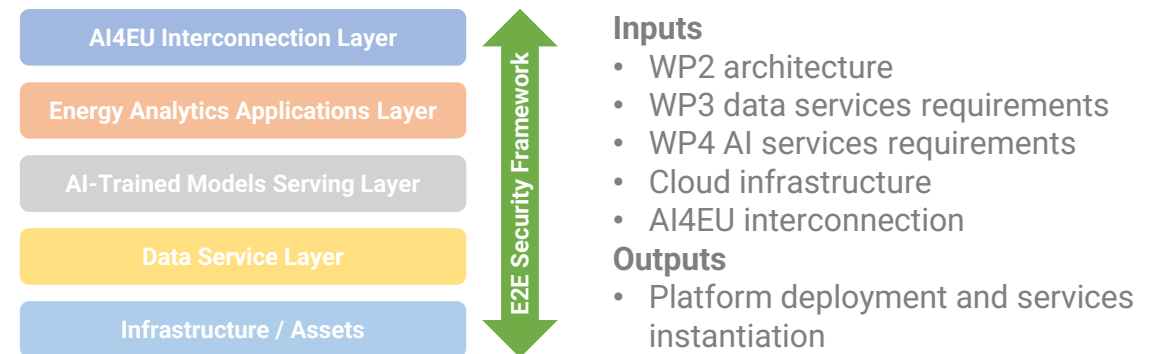 AI4EU Interconnection Layer
Energy Analytics Applications Layer
AI-Trained Models Serving Layer
Data Service Layer
Infrastructure / Assets
E2E Security Framework
Inputs
• WP2 architecture
• WP3 data services requirements
• WP4 AI services requirements
• Cloud infrastructure
• AI4EU interconnection
Outputs
• Platform deployment and services
instantiation